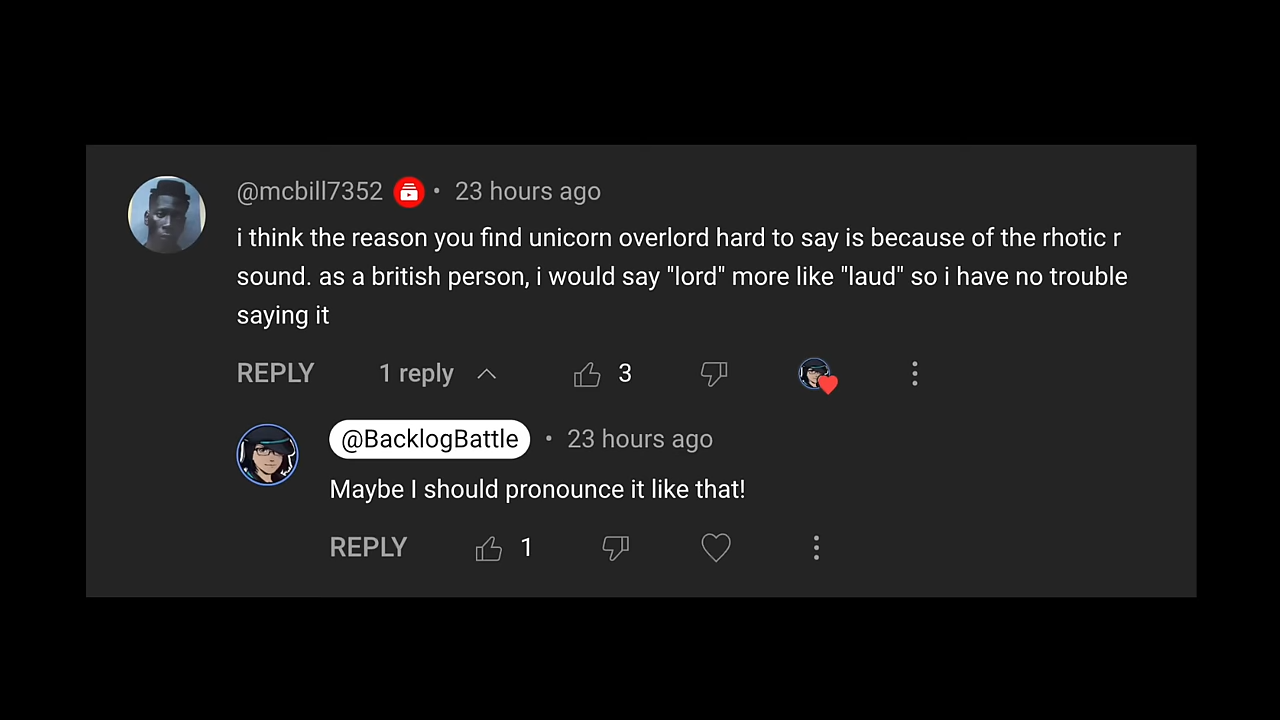 @mcbill7352 • 23 hours ago
i think the reason you find unicorn overlord hard to say is because of the rhotic r
sound. as a british person, i would say "lord" more like "laud" so i have no trouble
saying it
REPLY 1 reply 3
@BacklogBattle • 23 hours ago
Maybe I should pronounce it like that!
REPLY 1